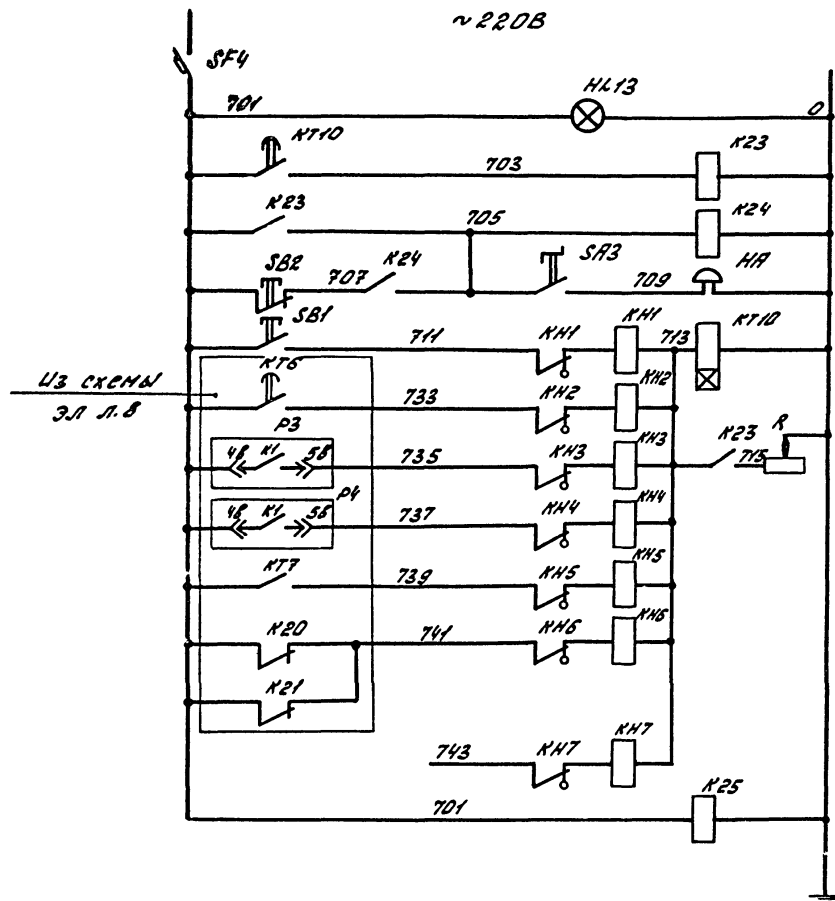 ~220В
SF4
701
HL13
0
KT10
703
K23
K23
705
K24
SB2
707
K24
SA3
709
HA
SB1
711
KH1
KH1
713
KT10
Из схемы
ЭЛ л.8
KT6
733
KH2
KH2
P3
4В
K1
5В
735
KH3
KH3
K23
715
R
P4
4В
K1
5В
737
KH4
KH4
KT7
739
KH5
KH5
K20
741
KH6
KH6
K21
743
KH7
KH7
701
K25